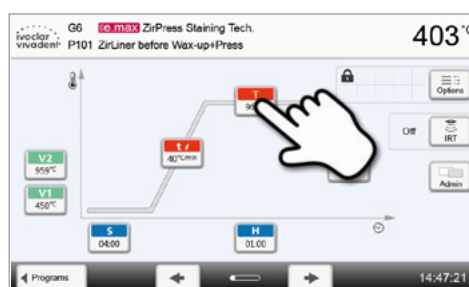 ivoclar vivadent
G6 IPS e.max ZirPress Staining Tech.
P101 ZirLiner before Wax-up+Press
403°C
Options
T
Off
IRT
t↗
40°C/min
V2
959°C
Admin
V1
450°C
S
04:00
H
01:00
Programs
14:47:21